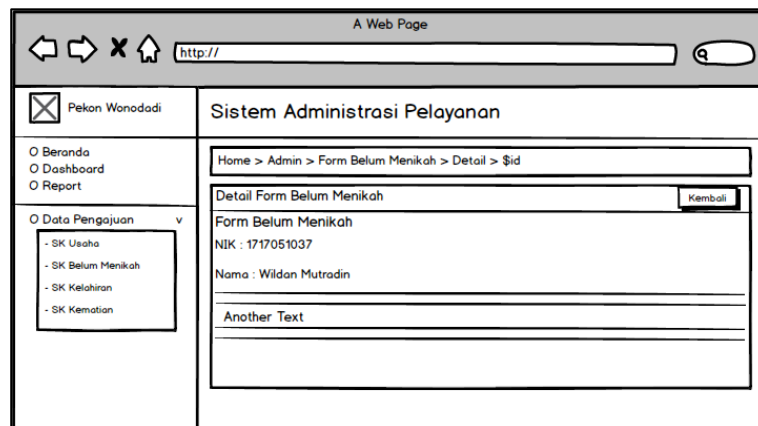 A Web Page
http://
Pekon Wonodadi
Sistem Administrasi Pelayanan
O Beranda
O Dashboard
O Report
O Data Pengajuan v
- SK Usaha
- SK Belum Menikah
- SK Kelahiran
- SK Kematian
Home > Admin > Form Belum Menikah > Detail > $id
Detail Form Belum Menikah
Kembali
Form Belum Menikah
NIK : 1717051037
Nama : Wildan Mutradin
Another Text